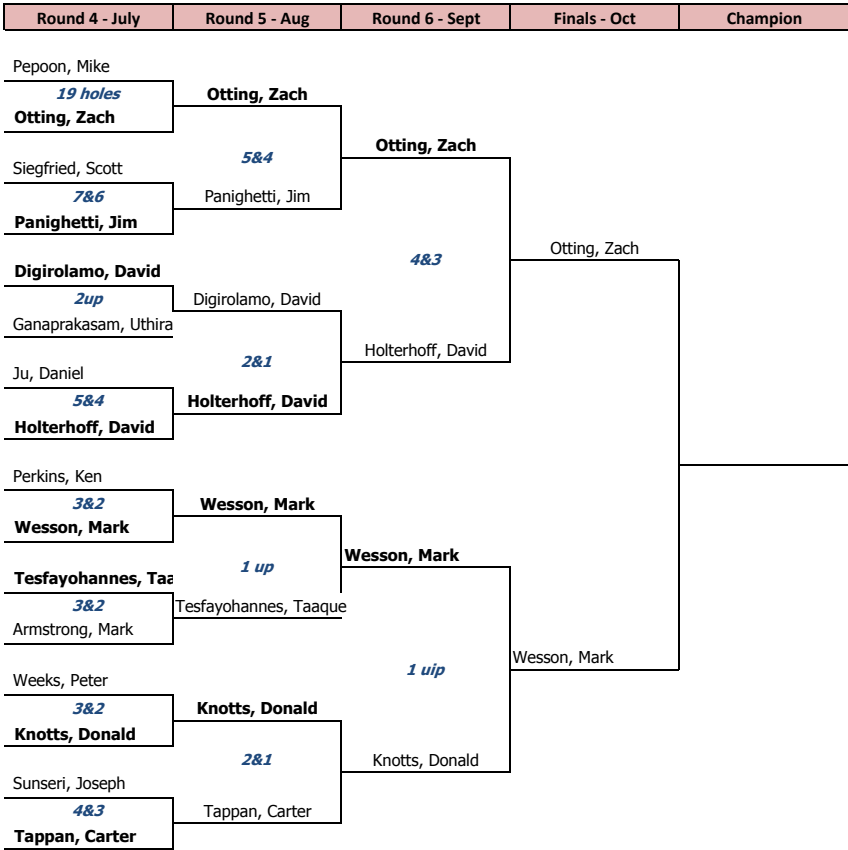 Round 4 - July Round 5 - Aug Round 6 - Sept Finals - Oct Champion
Pepoon, Mike
19 holes Otting, Zach
Otting, Zach
Otting, Zach
5&4
Siegfried, Scott
7&6 Panighetti, Jim
Panighetti, Jim
Otting, Zach
4&3
Digirolamo, David
2up Digirolamo, David
Ganaprakasam, Uthira
Holterhoff, David
2&1
Ju, Daniel
5&4 Holterhoff, David
Holterhoff, David
Perkins, Ken
3&2 Wesson, Mark
Wesson, Mark
Wesson, Mark
1 up
Tesfayohannes, Taa
3&2 Tesfayohannes, Taaque
Armstrong, Mark
Wesson, Mark
1 uip
Weeks, Peter
3&2 Knotts, Donald
Knotts, Donald
2&1 Knotts, Donald
Sunseri, Joseph
4&3 Tappan, Carter
Tappan, Carter